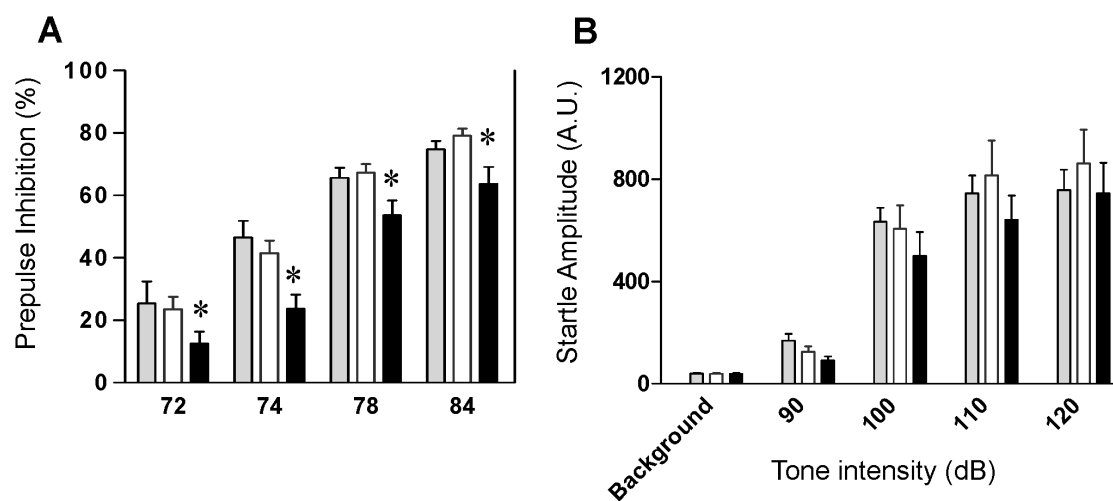 A
Prepulse Inhibition (%)
100
80
60
40
20
0
*
*
*
*
72 74 78 84
B
Startle Amplitude (A.U.)
1200
800
400
0
Background 90 100 110 120
Tone intensity (dB)